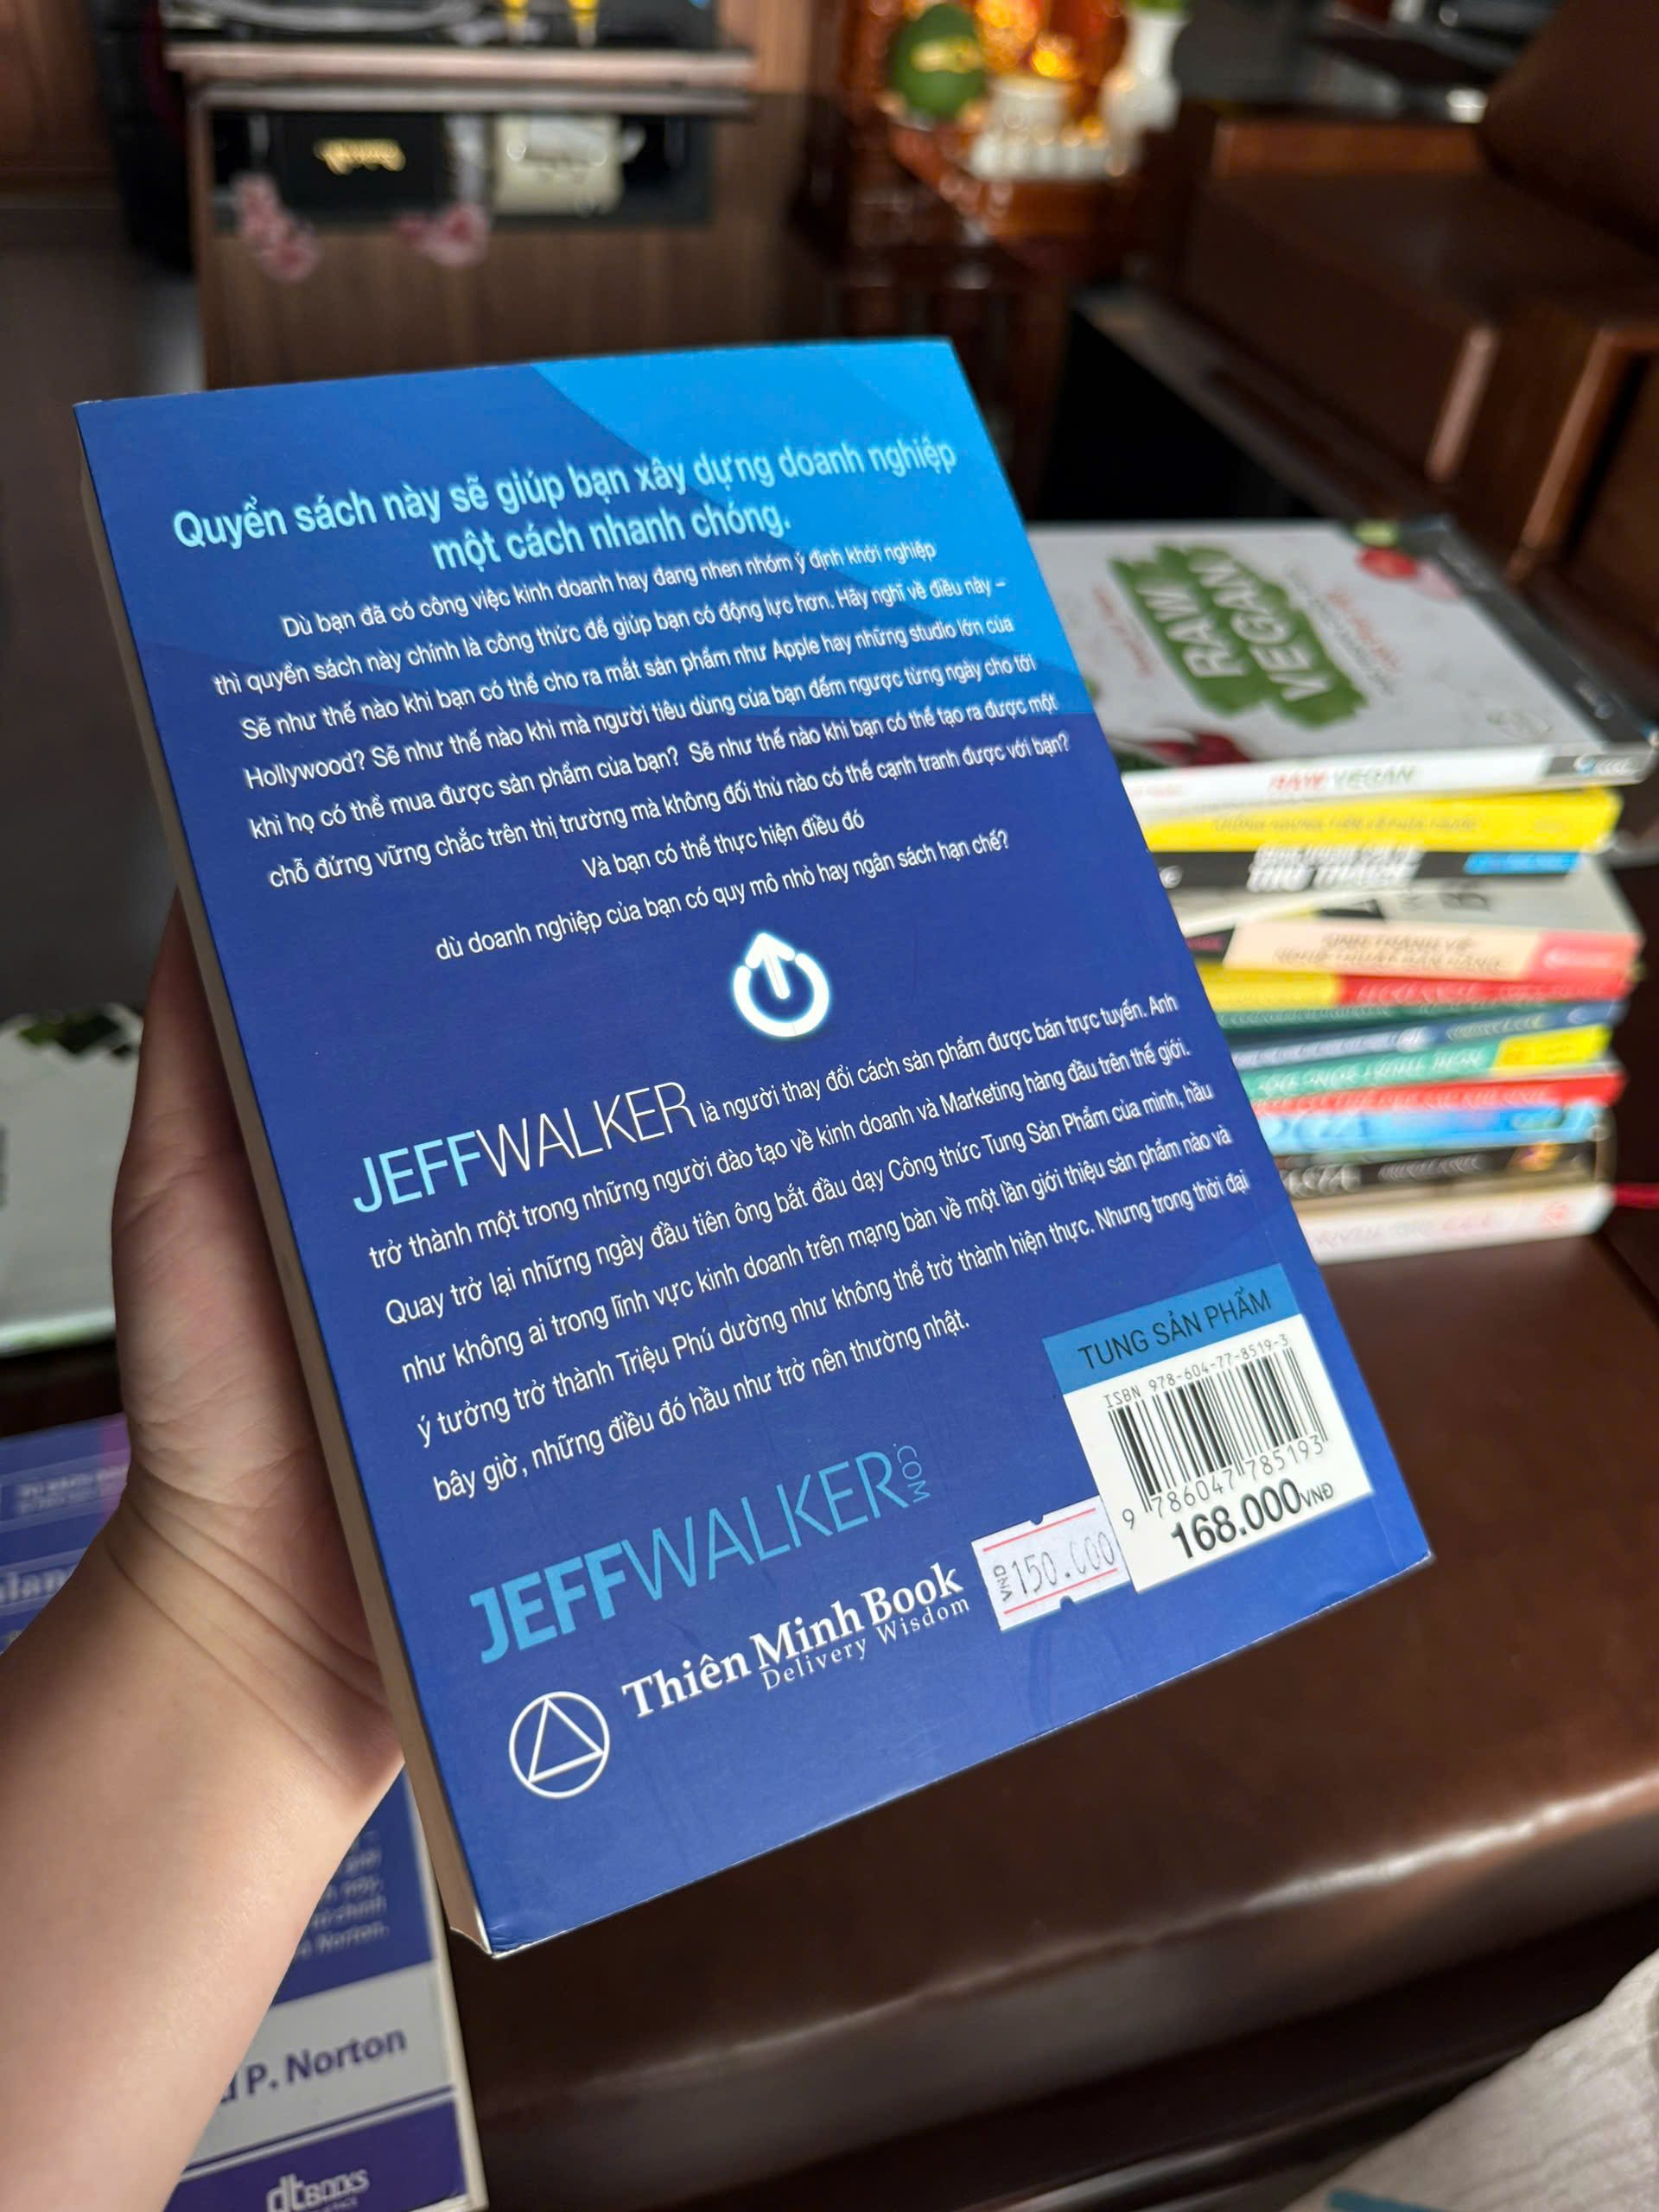 Quyển sách này sẽ giúp bạn xây dựng doanh nghiệp
một cách nhanh chóng.
Dù bạn đã có công việc kinh doanh hay đang nhen nhóm ý định khởi nghiệp
thì quyển sách này chính là công thức để giúp bạn có động lực hơn. Hãy nghĩ về điều này –
Sẽ như thế nào khi bạn có thể cho ra mắt sản phẩm như Apple hay những studio lớn của
Hollywood? Sẽ như thế nào khi mà người tiêu dùng của bạn đếm ngược từng ngày cho tới
khi họ có thể mua được sản phẩm của bạn? Sẽ như thế nào khi bạn có thể tạo ra được một
chỗ đứng vững chắc trên thị trường mà không đối thủ nào có thể cạnh tranh được với bạn?
Và bạn có thể thực hiện điều đó
dù doanh nghiệp của bạn có quy mô nhỏ hay ngân sách hạn chế?
JEFFWALKER là người thay đổi cách sản phẩm được bán trực tuyến. Anh
trở thành một trong những người đào tạo về kinh doanh và Marketing hàng đầu trên thế giới.
Quay trở lại những ngày đầu tiên ông bắt đầu dạy Công thức Tung Sản Phẩm của mình, hầu
như không ai trong lĩnh vực kinh doanh trên mạng bàn về một lần giới thiệu sản phẩm nào và
ý tưởng trở thành Triệu Phú dường như không thể trở thành hiện thực. Nhưng trong thời đại
bây giờ, những điều đó hầu như trở nên thường nhật.
TUNG SẢN PHẨM
ISBN 978-604-77-8519-3
9 786047 785193
168.000VNĐ
VND 150.000
JEFFWALKER.COM
Thiên Minh Book
Delivery Wisdom
RAW
VEGAN
RAW VEGAN
P. Norton
Norton.
dtBOOKS